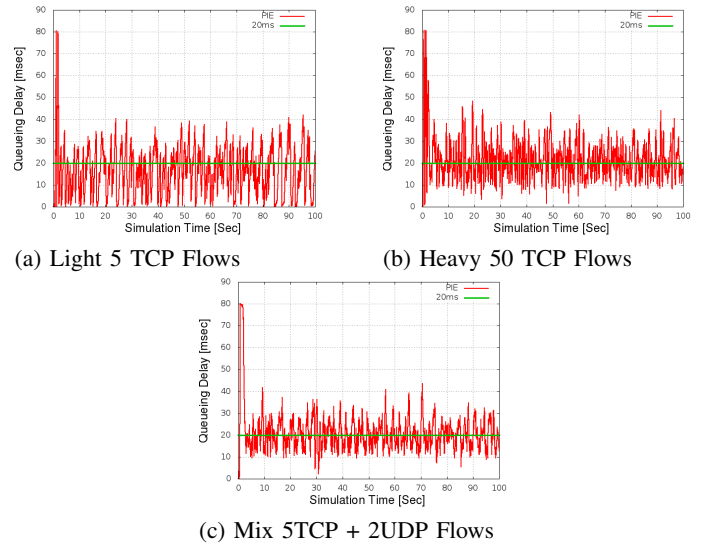 PIE
20ms
90
80
70
60
50
40
30
20
10
0
Queueing Delay [msec]
0 10 20 30 40 50 60 70 80 90 100
Simulation Time [Sec]
(a) Light 5 TCP Flows
PIE
20ms
90
80
70
60
50
40
30
20
10
0
Queueing Delay [msec]
0 10 20 30 40 50 60 70 80 90 100
Simulation Time [Sec]
(b) Heavy 50 TCP Flows
PIE
20ms
90
80
70
60
50
40
30
20
10
0
Queueing Delay [msec]
0 10 20 30 40 50 60 70 80 90 100
Simulation Time [Sec]
(c) Mix 5TCP + 2UDP Flows